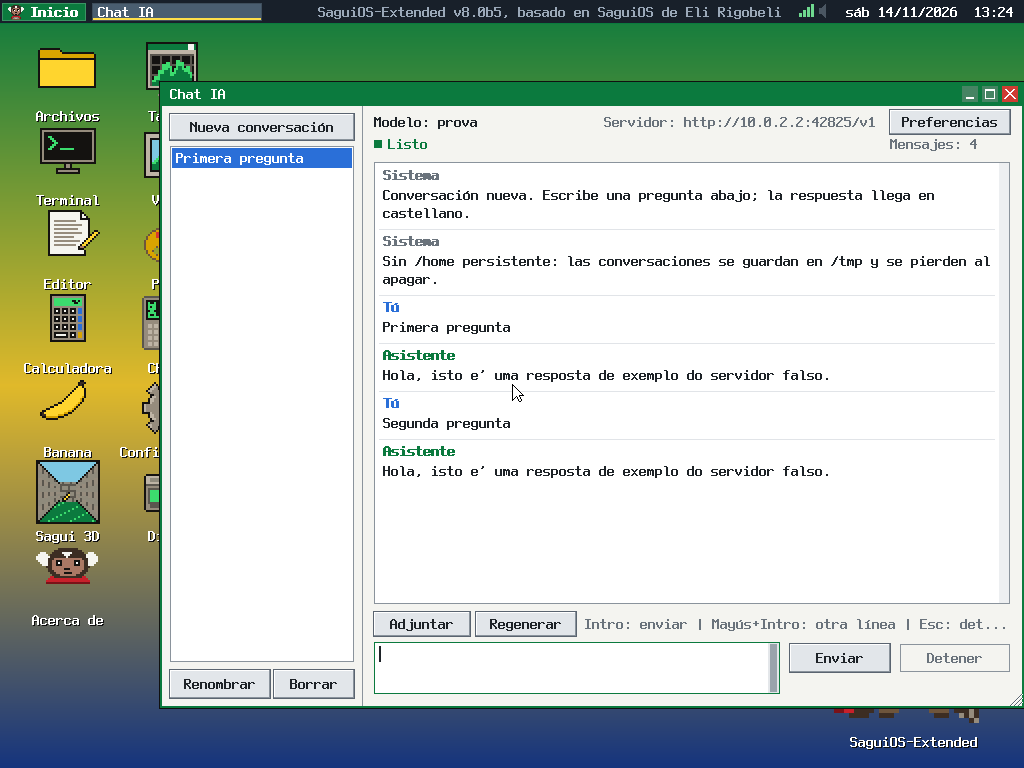 Inicio
Chat IA
SaguiOS-Extended v8.0b5, basado en SaguiOS de Eli Rigobeli
sáb 14/11/2026 13:24
Archivos
Terminal
Editor
Calculadora
Banana
Confi
Sagui 3D
Acerca de
SaguiOS-Extended
Chat IA
Nueva conversación
Primera pregunta
Renombrar
Borrar
Modelo: prova
Servidor: http://10.0.2.2:42825/v1
Preferencias
Listo
Mensajes: 4
Sistema
Conversación nueva. Escribe una pregunta abajo; la respuesta llega en
castellano.
Sistema
Sin /home persistente: las conversaciones se guardan en /tmp y se pierden al
apagar.
Tú
Primera pregunta
Asistente
Hola, isto e’ uma resposta de exemplo do servidor falso.
Tú
Segunda pregunta
Asistente
Hola, isto e’ uma resposta de exemplo do servidor falso.
Adjuntar
Regenerar
Intro: enviar | Mayús+Intro: otra línea | Esc: det...
Enviar
Detener